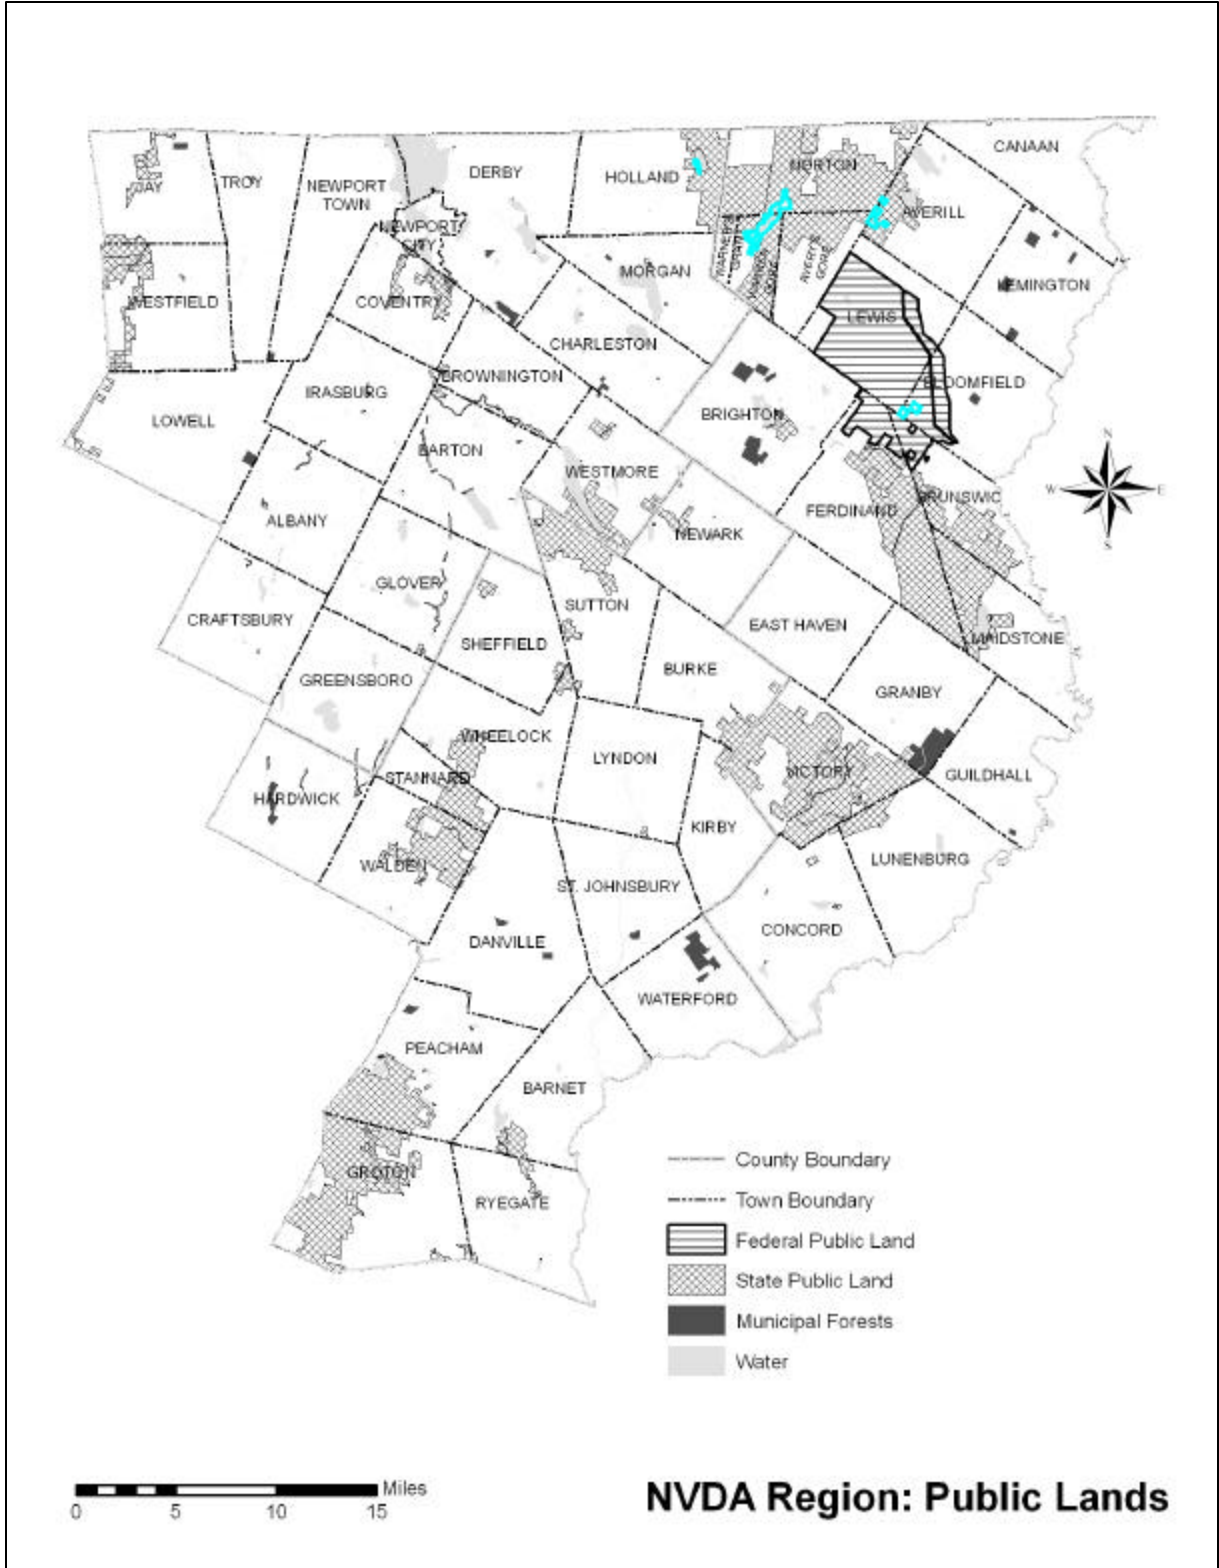 CANAAN
NORTON
DERBY
HOLLAND
JAY
TROY
NEWPORT
TOWN
AVERILL
NEWPORT
CITY
WARNER'S
GRANT
WARREN
GORE
AVERY'S
GORE
MORGAN
LEMINGTON
WESTFIELD
COVENTRY
LEWIS
CHARLESTON
BROWNINGTON
BLOOMFIELD
IRASBURG
BRIGHTON
LOWELL
BARTON
WESTMORE
N
W
E
S
BRUNSWIC
FERDINAND
ALBANY
NEWARK
GLOVER
SUTTON
CRAFTSBURY
EAST HAVEN
MAIDSTONE
SHEFFIELD
BURKE
GREENSBORO
GRANBY
WHEELOCK
LYNDON
VICTORY
GUILDHALL
STANNARD
HARDWICK
KIRBY
LUNENBURG
WALDEN
ST. JOHNSBURY
CONCORD
DANVILLE
WATERFORD
PEACHAM
BARNET
GROTON
RYEGATE
County Boundary
Town Boundary
Federal Public Land
State Public Land
Municipal Forests
Water
Miles
0 5 10 15
NVDA Region: Public Lands